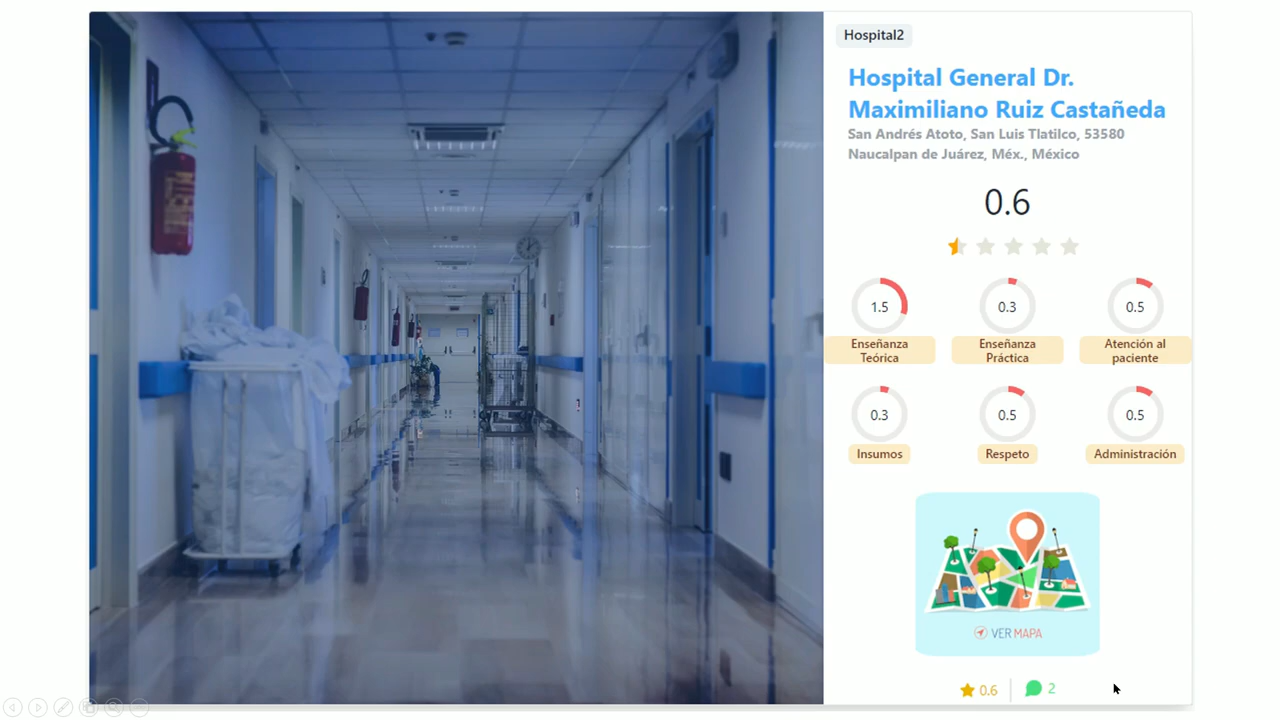 Hospital2
Hospital General Dr.
Maximiliano Ruiz Castañeda
San Andrés Atoto, San Luis Tlatilco, 53580
Naucalpan de Juárez, Méx., México
0.6
1.5
0.3
0.5
Enseñanza
Teórica
Enseñanza
Práctica
Atención al
paciente
0.3
0.5
0.5
Insumos
Respeto
Administración
VER MAPA
0.6
2